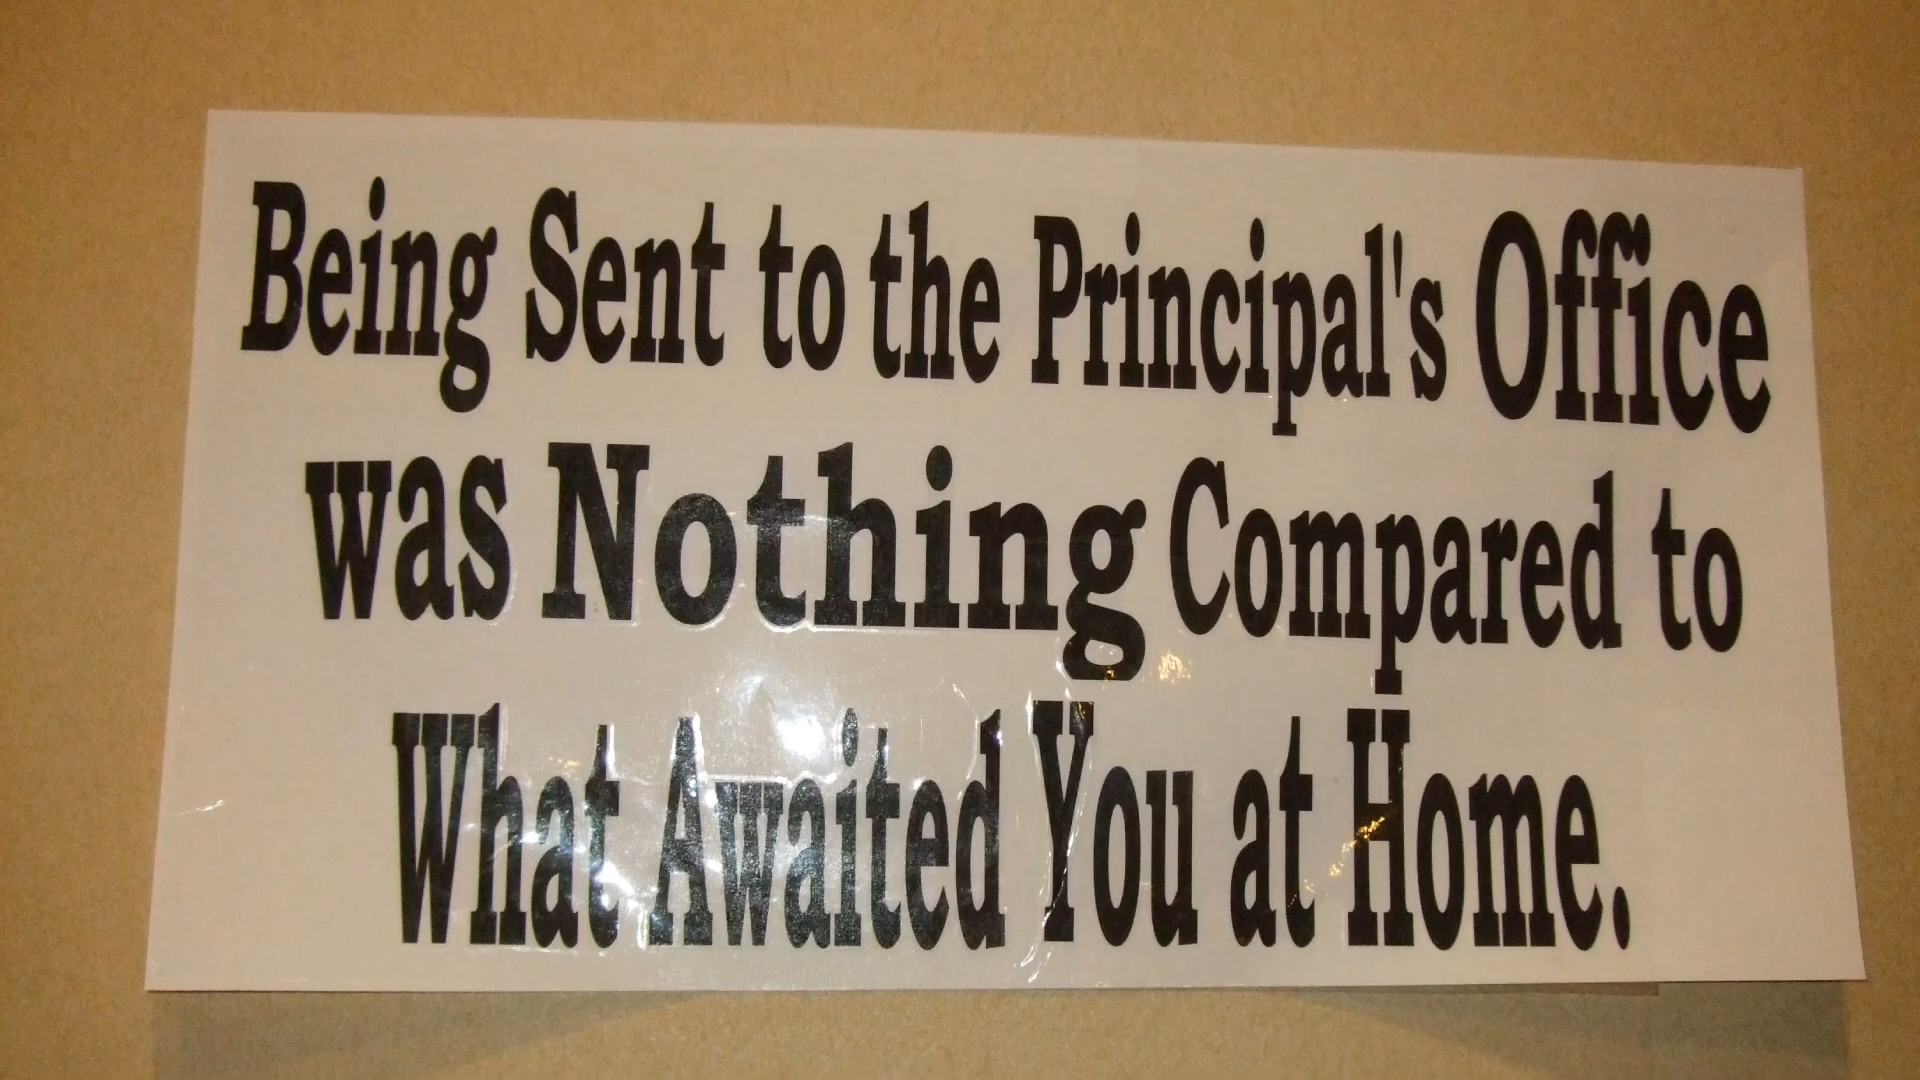 Being Sent to the Principal's Office
was Nothing Compared to
What Awaited You at Home.